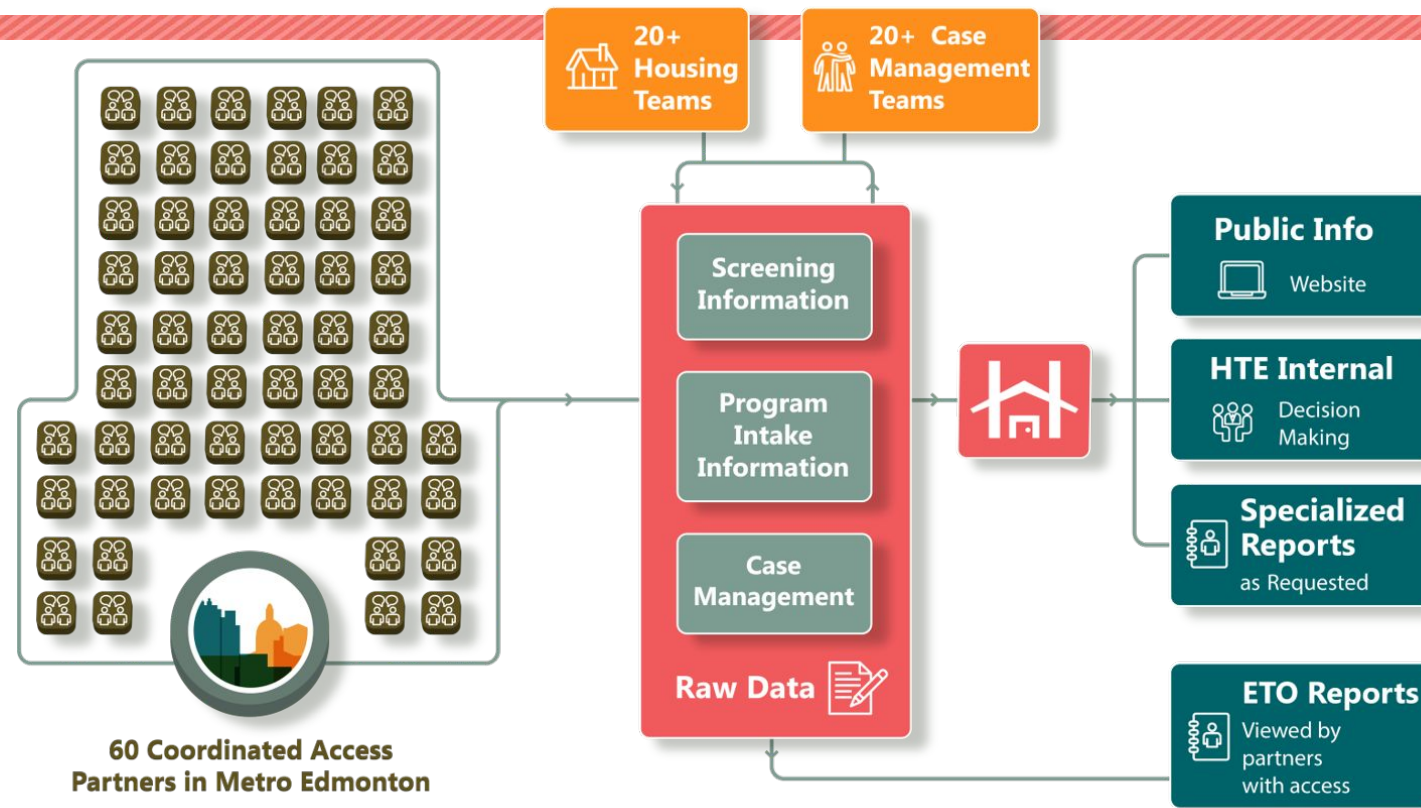 20+
Housing
Teams
20+ Case
Management
Teams
60 Coordinated Access
Partners in Metro Edmonton
Screening
Information
Program
Intake
Information
Case
Management
Raw Data
Public Info
Website
HTE Internal
Decision
Making
Specialized
Reports
as Requested
ETO Reports
Viewed by
partners
with access